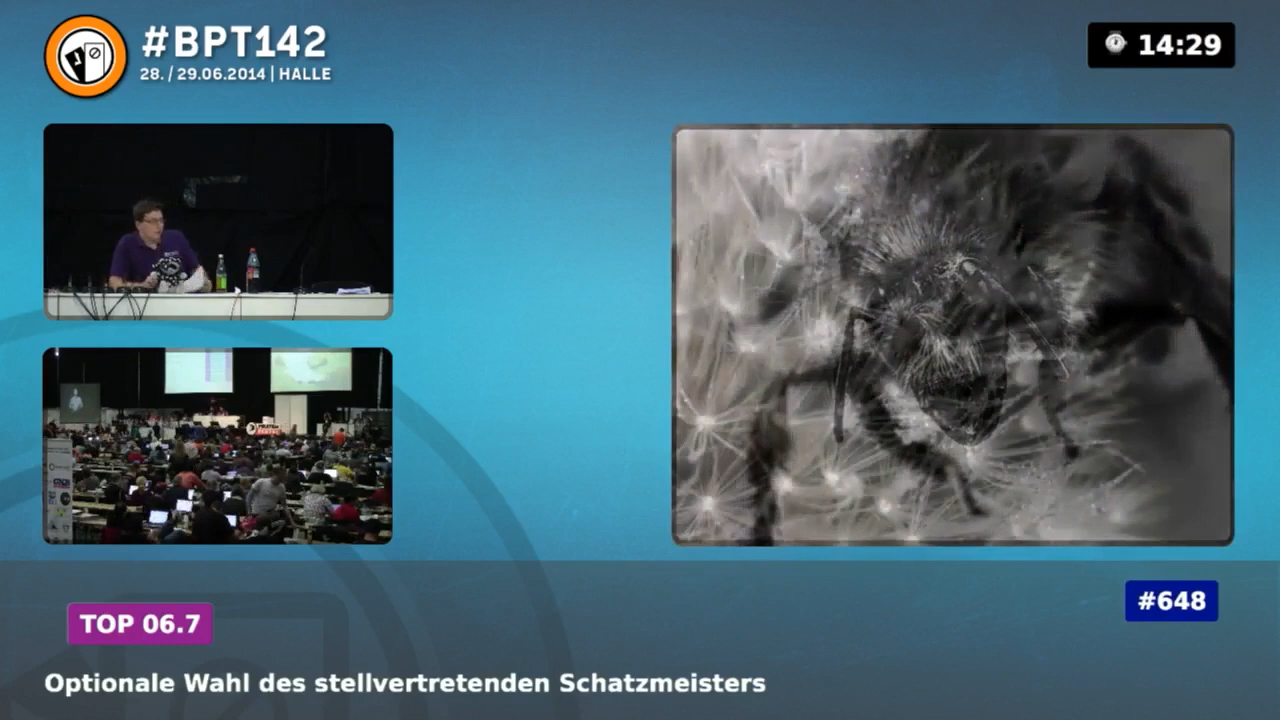 #BPT142
28. / 29.06.2014 | HALLE
14:29
#648
TOP 06.7
Optionale Wahl des stellvertretenden Schatzmeisters